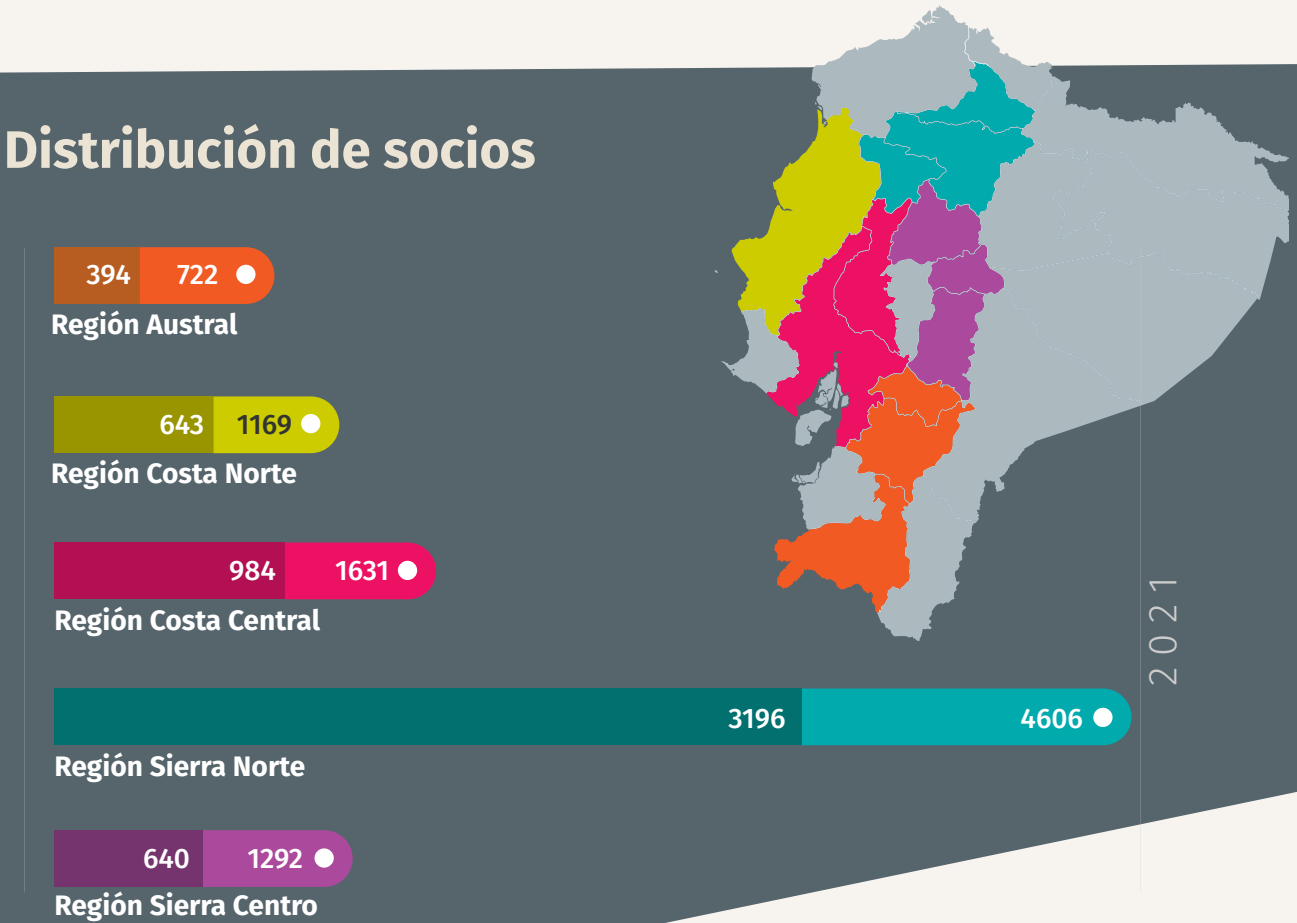 Distribución de socios
394 722
Región Austral
643 1169
Región Costa Norte
984 1631
Región Costa Central
3196 4606
Región Sierra Norte
640 1292
Región Sierra Centro
2021